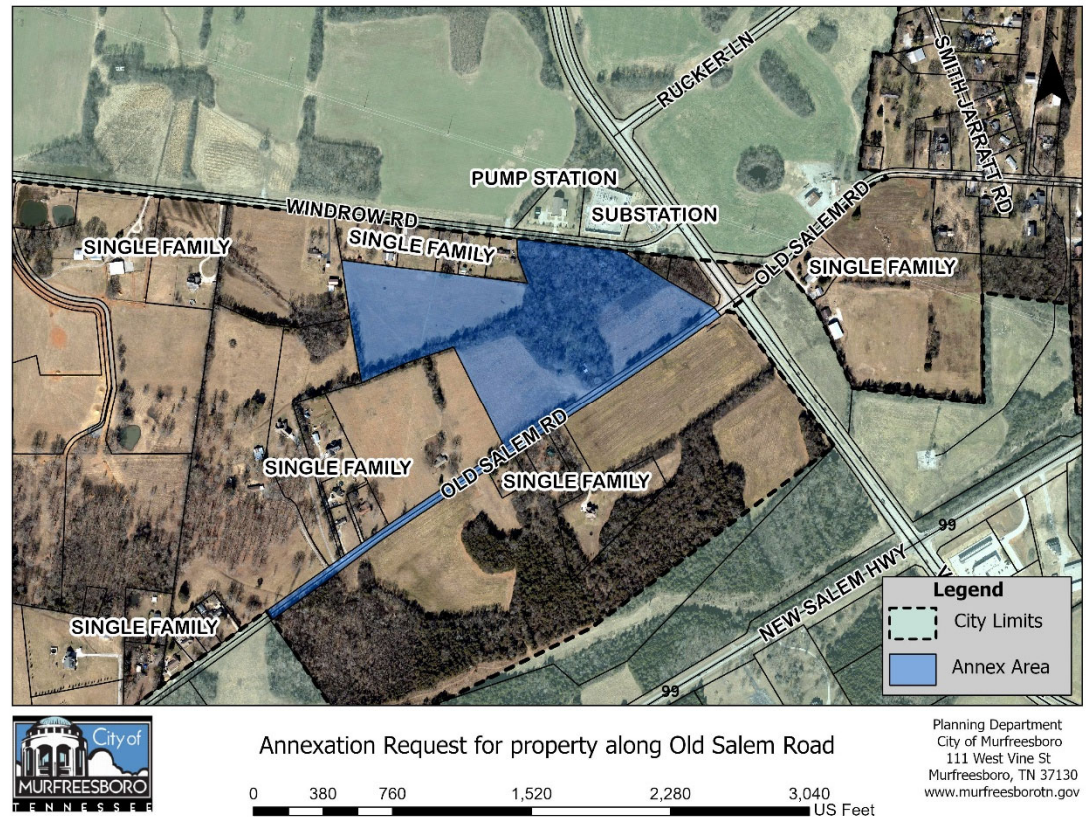 RUCKER LN
SMITH JARRATT RD
PUMP STATION
WINDROW RD
SUBSTATION
SINGLE FAMILY
SINGLE FAMILY
OLD SALEM RD
SINGLE FAMILY
OLD SALEM RD
SINGLE FAMILY
SINGLE FAMILY
99
NEW SALEM HWY
SINGLE FAMILY
99
Legend
City Limits
Annex Area
City of
MURFREESBORO
TENNESSEE
Annexation Request for property along Old Salem Road
0 380 760 1,520 2,280 3,040
US Feet
Planning Department
City of Murfreesboro
111 West Vine St
Murfreesboro, TN 37130
www.murfreesborotn.gov